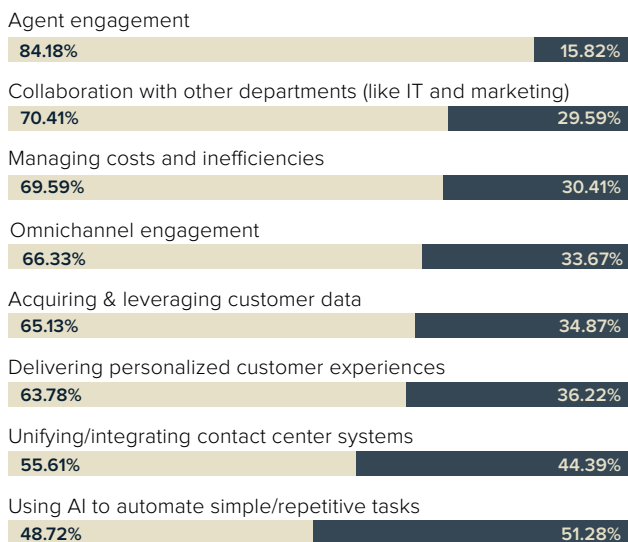 Agent engagement
84.18% 15.82%
Collaboration with other departments (like IT and marketing)
70.41% 29.59%
Managing costs and inefficiencies
69.59% 30.41%
Omnichannel engagement
66.33% 33.67%
Acquiring & leveraging customer data
65.13% 34.87%
Delivering personalized customer experiences
63.78% 36.22%
Unifying/integrating contact center systems
55.61% 44.39%
Using AI to automate simple/repetitive tasks
48.72% 51.28%